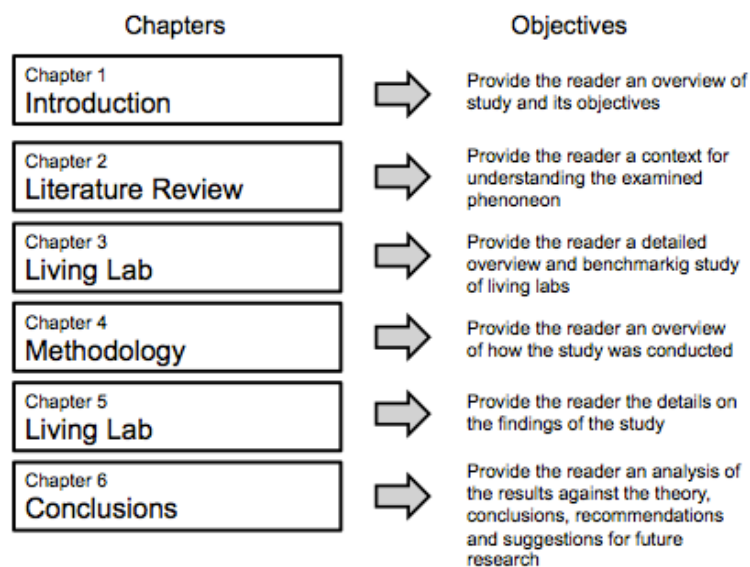 Chapters
Objectives
Chapter 1
Introduction
Provide the reader an overview of
study and its objectives
Chapter 2
Literature Review
Provide the reader a context for
understanding the examined
phenoneon
Chapter 3
Living Lab
Provide the reader a detailed
overview and benchmarkig study
of living labs
Chapter 4
Methodology
Provide the reader an overview
of how the study was conducted
Chapter 5
Living Lab
Provide the reader the details on
the findings of the study
Chapter 6
Conclusions
Provide the reader an analysis of
the results against the theory,
conclusions, recommendations
and suggestions for future
research